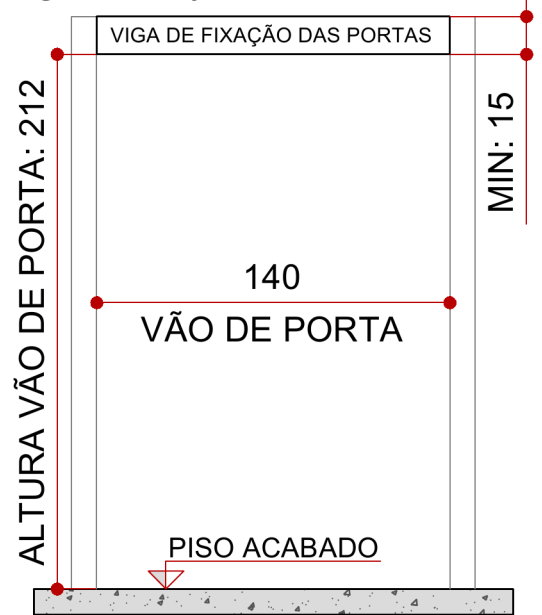 VIGA DE FIXAÇÃO DAS PORTAS
MIN: 15
ALTURA VÃO DE PORTA: 212
140
VÃO DE PORTA
PISO ACABADO